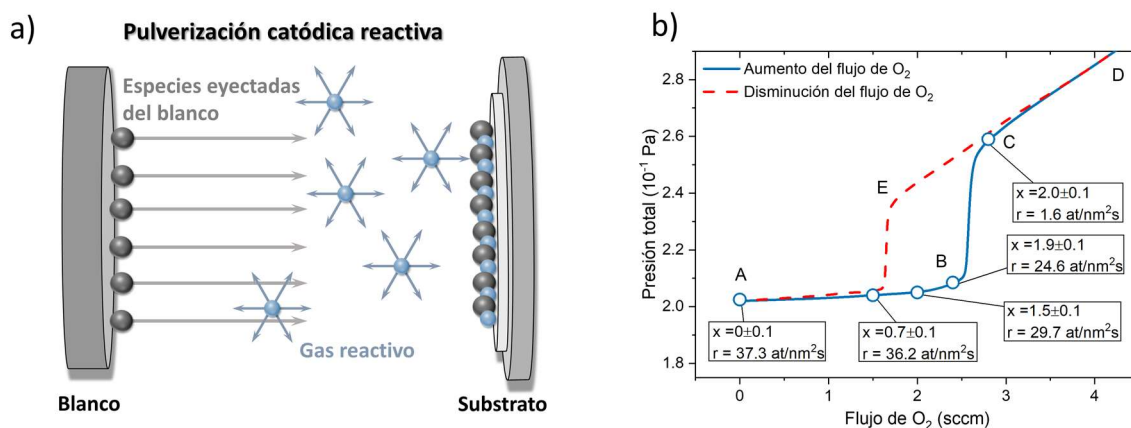 a)
Pulverización catódica reactiva
Especies eyectadas
del blanco
Gas reactivo
Blanco
Substrato
b)
Aumento del flujo de O₂
Disminución del flujo de O₂
Presión total (10⁻¹ Pa)
2.8
2.6
2.4
2.2
2.0
1.8
A
B
C
D
E
x =2.0±0.1
r = 1.6 at/nm²s
x =1.9±0.1
r = 24.6 at/nm²s
x =1.5±0.1
r = 29.7 at/nm²s
x =0.7±0.1
r = 36.2 at/nm²s
x =0±0.1
r = 37.3 at/nm²s
0 1 2 3 4
Flujo de O₂ (sccm)